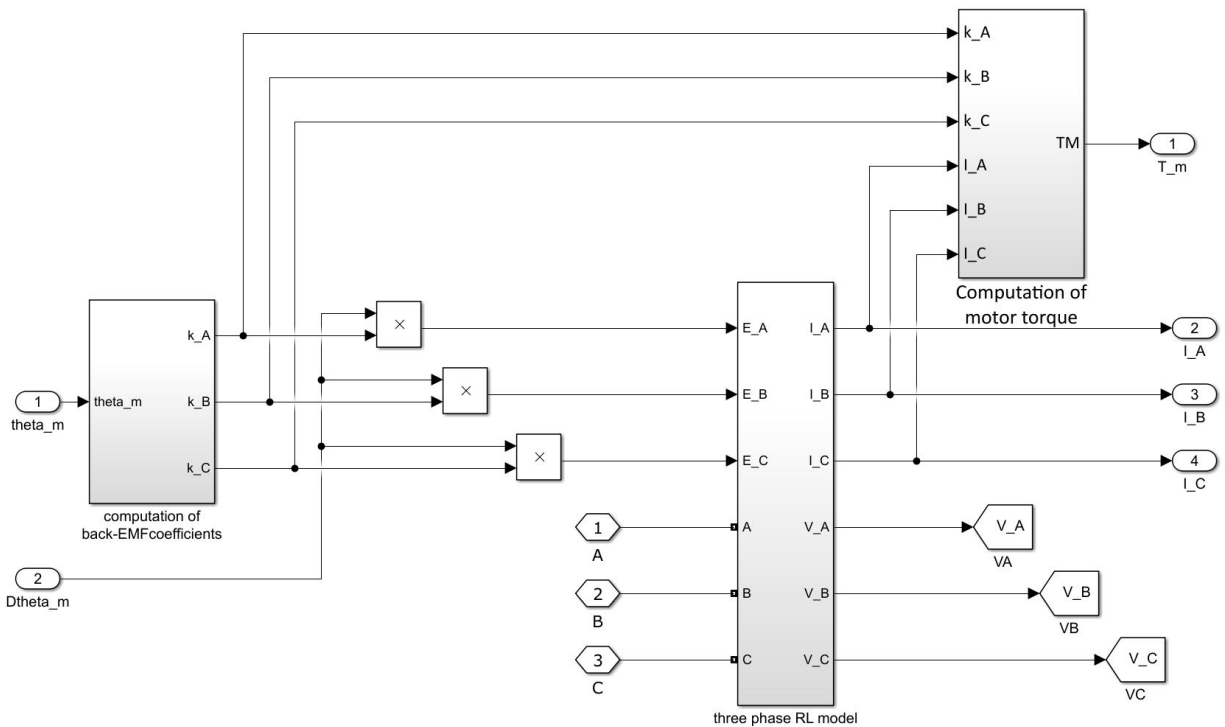 k_A
k_B
k_C
I_A
I_B
I_C
TM
1
T_m
Computation of
motor torque
1
theta_m
theta_m
k_A
k_B
k_C
computation of
back-EMFcoefficients
2
Dtheta_m
×
×
×
E_A
E_B
E_C
A
B
C
I_A
I_B
I_C
V_A
V_B
V_C
three phase RL model
1
A
2
B
3
C
2
I_A
3
I_B
4
I_C
V_A
VA
V_B
VB
V_C
VC